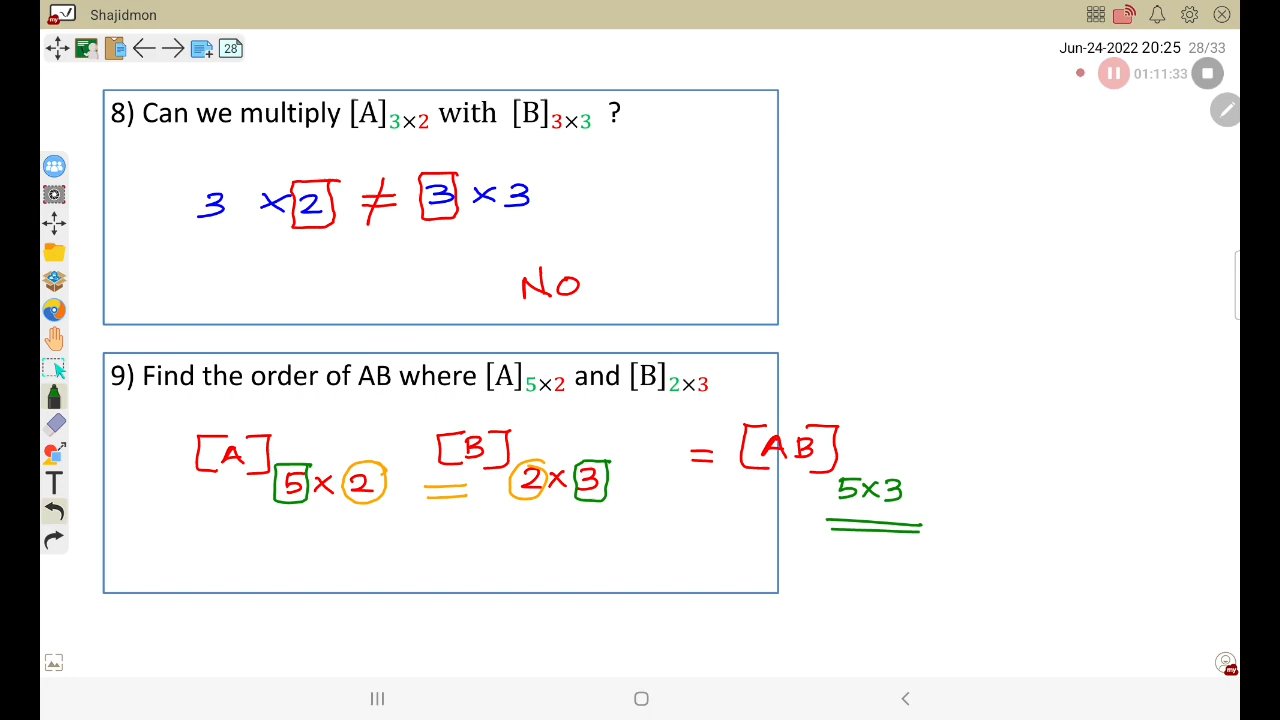 Shajidmon
28
Jun-24-2022 20:25 28/33
01:11:33
8) Can we multiply [A]3×2 with [B]3×3 ?
3 × 2 ≠ 3 × 3
NO
9) Find the order of AB where [A]5×2 and [B]2×3
[A]5×2 = [B]2×3 = [AB]5×3
T
my
my